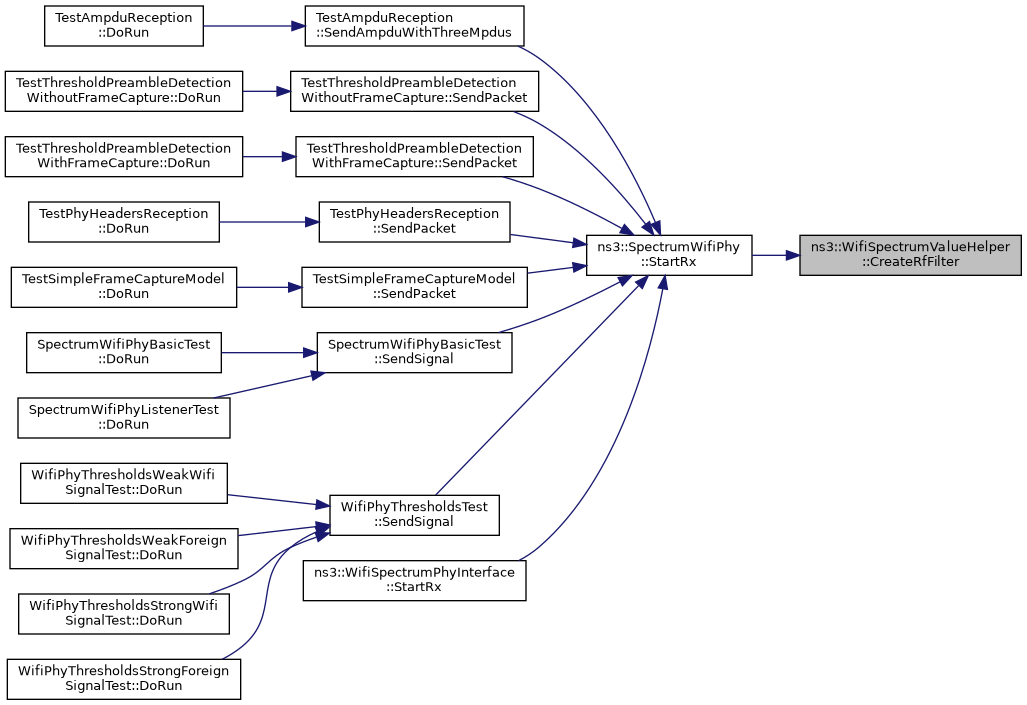 TestAmpduReception
::DoRun
TestAmpduReception
::SendAmpduWithThreeMpdus
TestThresholdPreambleDetection
WithoutFrameCapture::DoRun
TestThresholdPreambleDetection
WithoutFrameCapture::SendPacket
TestThresholdPreambleDetection
WithFrameCapture::DoRun
TestThresholdPreambleDetection
WithFrameCapture::SendPacket
TestPhyHeadersReception
::DoRun
TestPhyHeadersReception
::SendPacket
ns3::SpectrumWifiPhy
::StartRx
ns3::WifiSpectrumValueHelper
::CreateRfFilter
TestSimpleFrameCaptureModel
::DoRun
TestSimpleFrameCaptureModel
::SendPacket
SpectrumWifiPhyBasicTest
::DoRun
SpectrumWifiPhyBasicTest
::SendSignal
SpectrumWifiPhyListenerTest
::DoRun
WifiPhyThresholdsWeakWifi
SignalTest::DoRun
WifiPhyThresholdsTest
::SendSignal
WifiPhyThresholdsWeakForeign
SignalTest::DoRun
ns3::WifiSpectrumPhyInterface
::StartRx
WifiPhyThresholdsStrongWifi
SignalTest::DoRun
WifiPhyThresholdsStrongForeign
SignalTest::DoRun